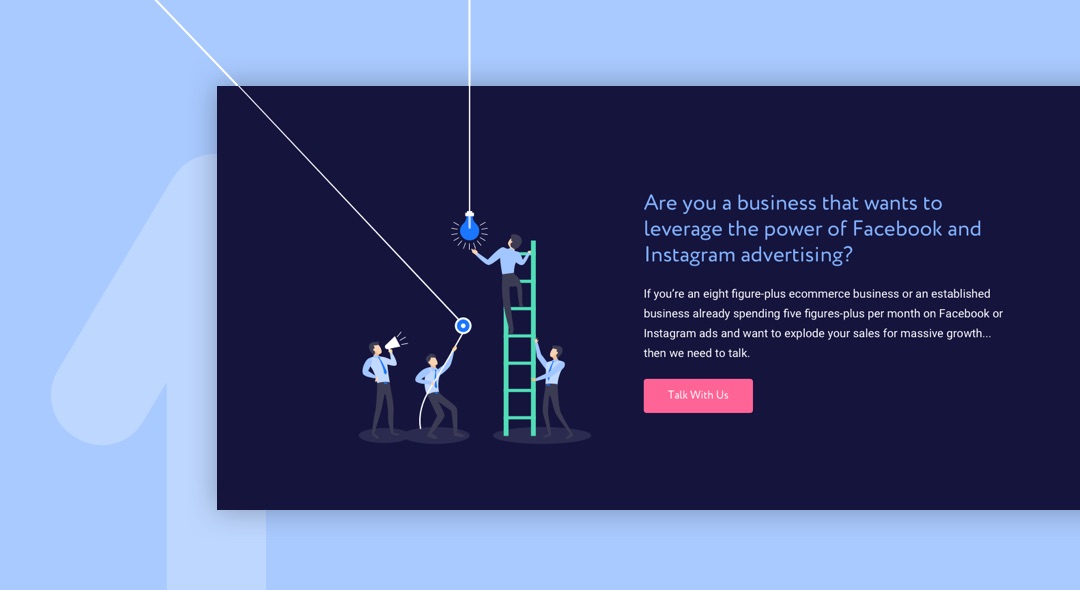 1
Are you a business that wants to
leverage the power of Facebook and
Instagram advertising?
If you’re an eight figure-plus ecommerce business or an established
business already spending five figures-plus per month on Facebook or
Instagram ads and want to explode your sales for massive growth...
then we need to talk.
Talk With Us